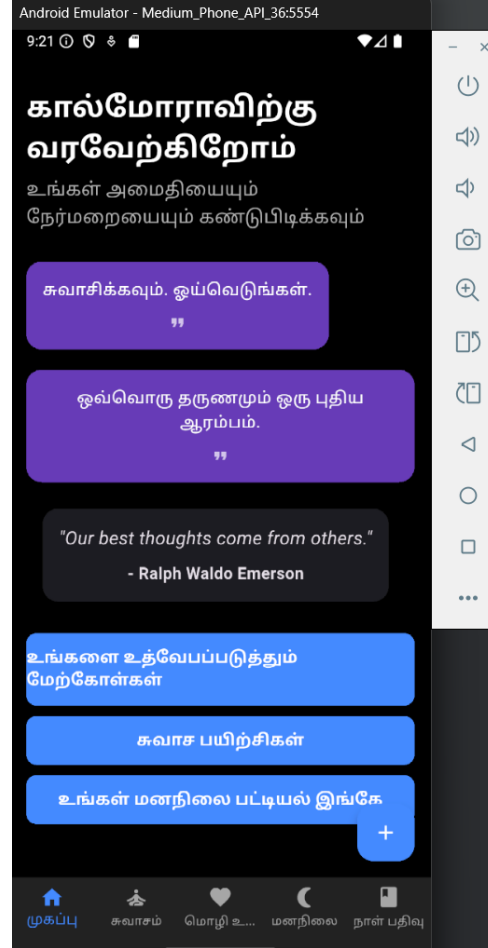 Android Emulator - Medium_Phone_API_36:5554
9:21
கால்மோராவிற்கு
வரவேற்கிறோம்
உங்கள் அமைதியையும்
நேர்மறையையும் கண்டுபிடிக்கவும்
சுவாசிக்கவும். ஓய்வெடுங்கள்.
ஒவ்வொரு தருணமும் ஒரு புதிய
ஆரம்பம்.
"Our best thoughts come from others."
- Ralph Waldo Emerson
உங்களை உத்வேபப்படுத்தும்
மேற்கோள்கள்
சுவாச பயிற்சிகள்
உங்கள் மனநிலை பட்டியல் இங்கே
முகப்பு சுவாசம் மொழி உ... மனநிலை நாள் பதிவு